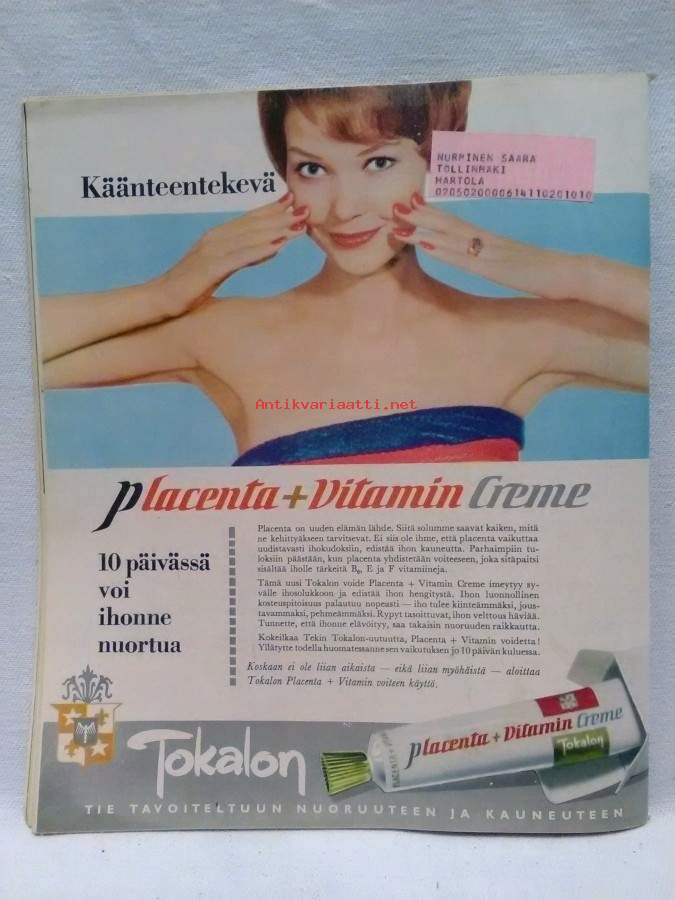 NURMINEN SAARA
TOLLINMAKI
HARTOLA
Käänteentekevä
Antikvariaatti.net
placenta + Vitamin Creme
10 päivässä
voi
ihonne
nuortua
Placenta on uuden elämän lähde. Siitä solumme saavat kaiken, mitä
ne kehittyäkseen tarvitsevat. Ei siis ole ihme, että placenta vaikuttaa
uudistavasti ihokudoksiin, edistää ihon kauneutta. Parhaimpiin tu-
loksiin päästään, kun placenta yhdistetään voiteeseen, joka sitäpaitsi
sisältää iholle tärkeitä B₆, E ja F vitamiineja.
Tämä uusi Tokalon voide Placenta + Vitamin Creme imeytyy sy-
välle ihosolukkoon ja edistää ihon hengitystä. Ihon luonnollinen
kosteuspitoisuus palautuu nopeasti — iho tulee kiinteämmäksi, jous-
tavammaksi, pehmeämmäksi. Rypyt tasoittuvat, ihon velttous häviää.
Tunnette, että ihonne elävöityy, saa takaisin nuoruuden raikkautta.
Kokeilkaa Tekin Tokalon-uutuutta, Placenta + Vitamin voidetta!
Yllätytte todella huomatessanne sen vaikutuksen jo 10 päivän kuluessa.
Koskaan ei ole liian aikaista — eikä liian myöhäistä — aloittaa
Tokalon Placenta + Vitamin voiteen käyttö.
placenta + Vitamin Creme
Tokalon
Tokalon
TIE TAVOITELTUUN NUORUUTEEN JA KAUNEUTEEN